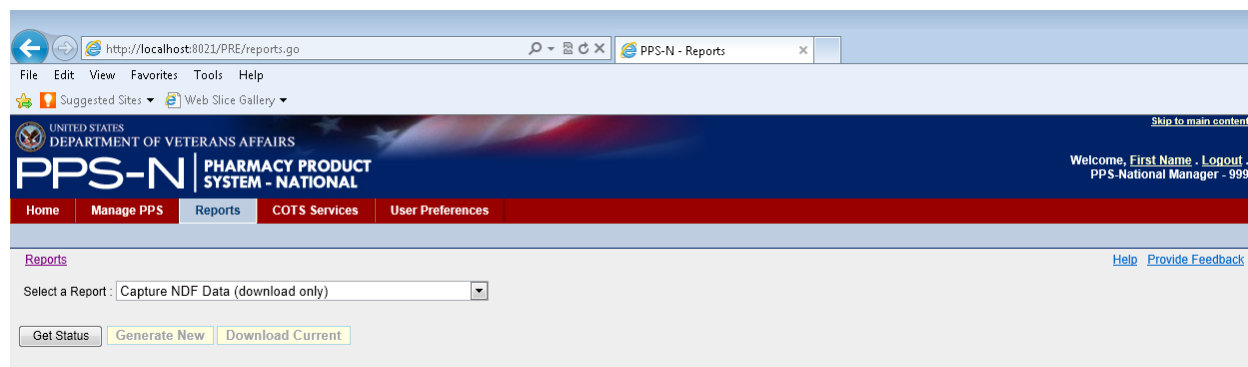 http://localhost:8021/PRE/reports.go
PPS-N - Reports
File Edit View Favorites Tools Help
Suggested Sites Web Slice Gallery
UNITED STATES
DEPARTMENT OF VETERANS AFFAIRS
PPS-N PHARMACY PRODUCT
SYSTEM - NATIONAL
Skip to main content
Welcome, First Name . Logout .
PPS-National Manager - 999
Home Manage PPS Reports COTS Services User Preferences
Reports Help Provide Feedback
Select a Report : Capture NDF Data (download only)
Get Status Generate New Download Current